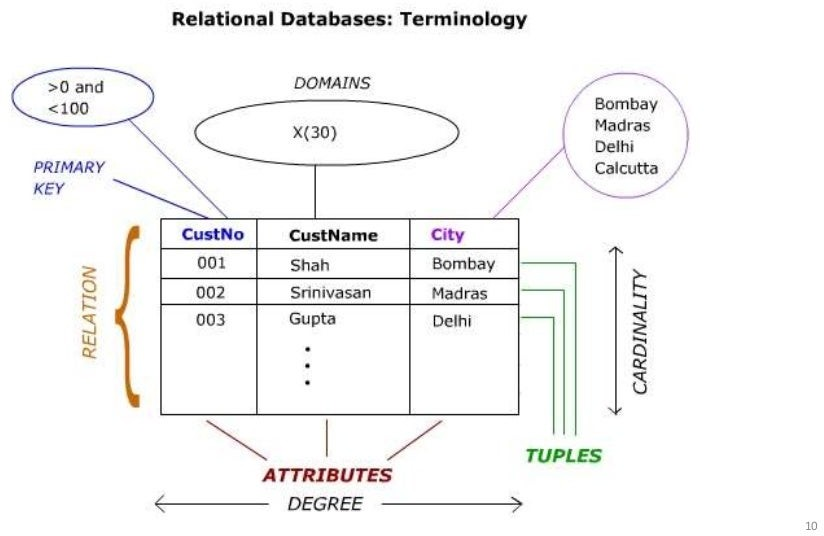 Relational Databases: Terminology
>0 and
<100
DOMAINS
X(30)
Bombay
Madras
Delhi
Calcutta
PRIMARY
KEY
CustNo CustName City
001 Shah Bombay
002 Srinivasan Madras
003 Gupta Delhi
RELATION
CARDINALITY
TUPLES
ATTRIBUTES
DEGREE
10